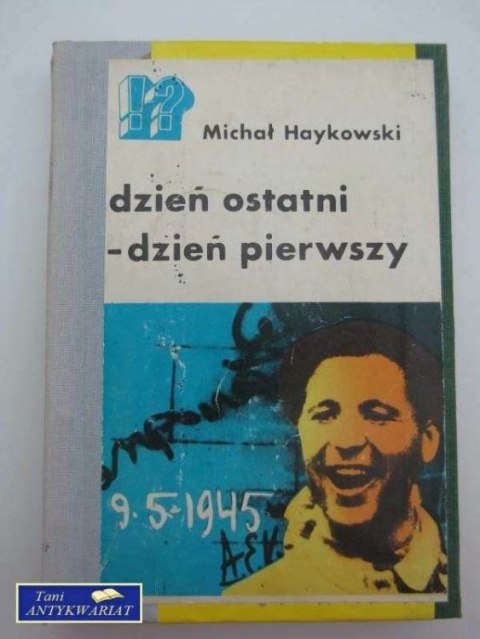 !?
Michał Haykowski
dzień ostatni
-dzień pierwszy
9.5-1945
Tani
ANTYKWARIAT